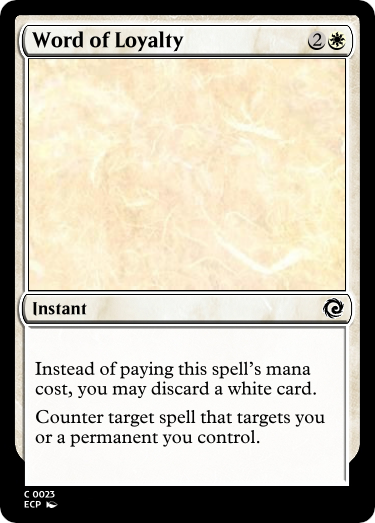 Word of Loyalty 2
Instant
Instead of paying this spell's mana
cost, you may discard a white card.
Counter target spell that targets you
or a permanent you control.
C 0023
ECP